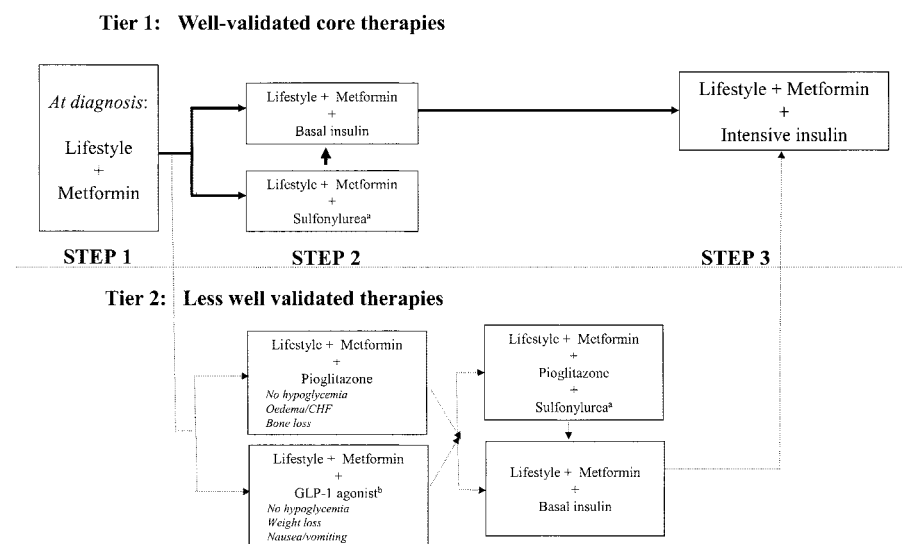 Tier 1: Well-validated core therapies
At diagnosis:
Lifestyle
+
Metformin
STEP 1
Lifestyle + Metformin
+
Basal insulin
Lifestyle + Metformin
+
Sulfonylureaᵃ
STEP 2
Lifestyle + Metformin
+
Intensive insulin
STEP 3
Tier 2: Less well validated therapies
Lifestyle + Metformin
+
Pioglitazone
No hypoglycemia
Oedema/CHF
Bone loss
Lifestyle + Metformin
+
GLP-1 agonistᵇ
No hypoglycemia
Weight loss
Nausea/vomiting
Lifestyle + Metformin
+
Pioglitazone
+
Sulfonylureaᵃ
Lifestyle + Metformin
+
Basal insulin